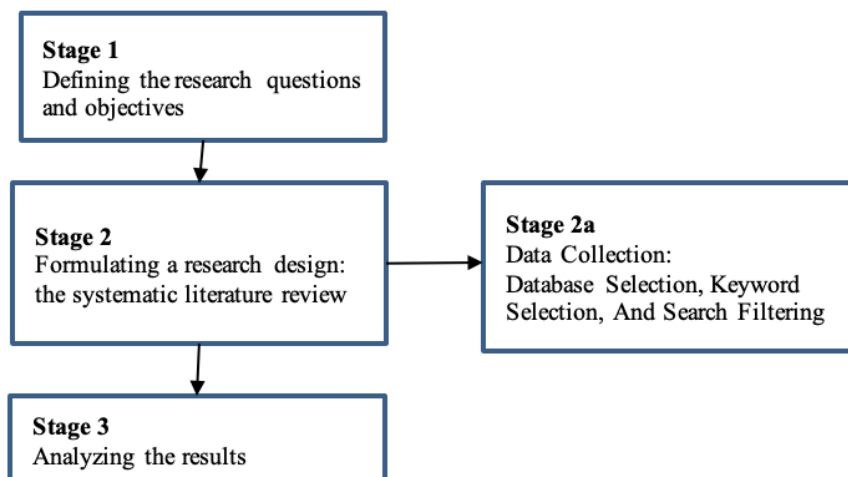 Stage 1
Defining the research questions
and objectives
Stage 2
Formulating a research design:
the systematic literature review
Stage 2a
Data Collection:
Database Selection, Keyword
Selection, And Search Filtering
Stage 3
Analyzing the results